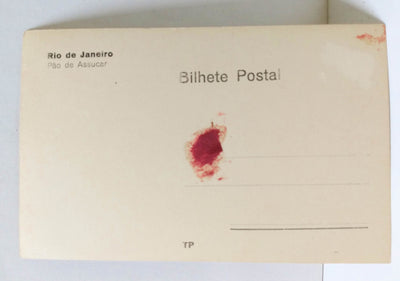 Rio de Janeiro
Pão de Assucar
Bilhete Postal
TP